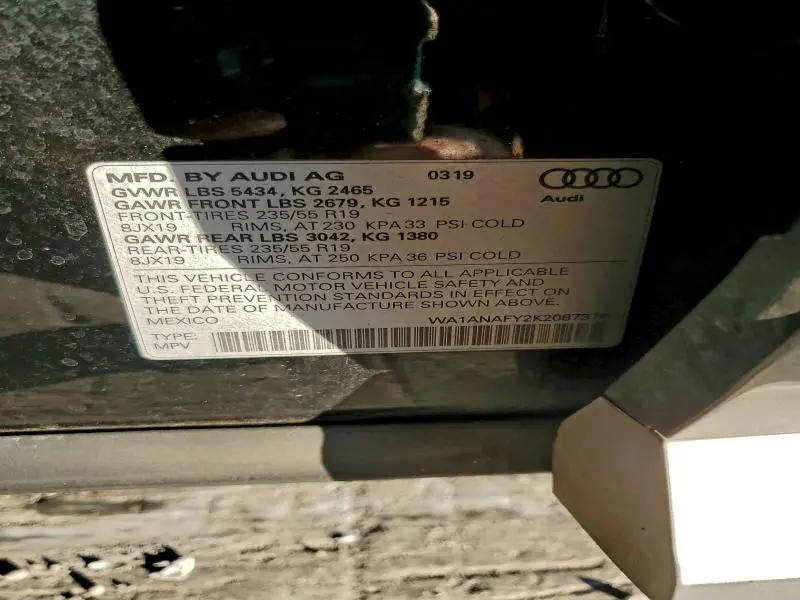 MFD. BY AUDI AG 0319
GVWR LBS 5434, KG 2465
GAWR FRONT LBS 2679, KG 1215
FRONT-TIRES 235/55 R19
8JX19 RIMS, AT 230 KPA 33 PSI COLD
GAWR REAR LBS 3042, KG 1380
REAR-TIRES 235/55 R19
8JX19 RIMS, AT 250 KPA 36 PSI COLD
Audi
THIS VEHICLE CONFORMS TO ALL APPLICABLE
U.S. FEDERAL MOTOR VEHICLE SAFETY AND
THEFT PREVENTION STANDARDS IN EFFECT ON
THE DATE OF MANUFACTURE SHOWN ABOVE.
MEXICO
TYPE:
MPV